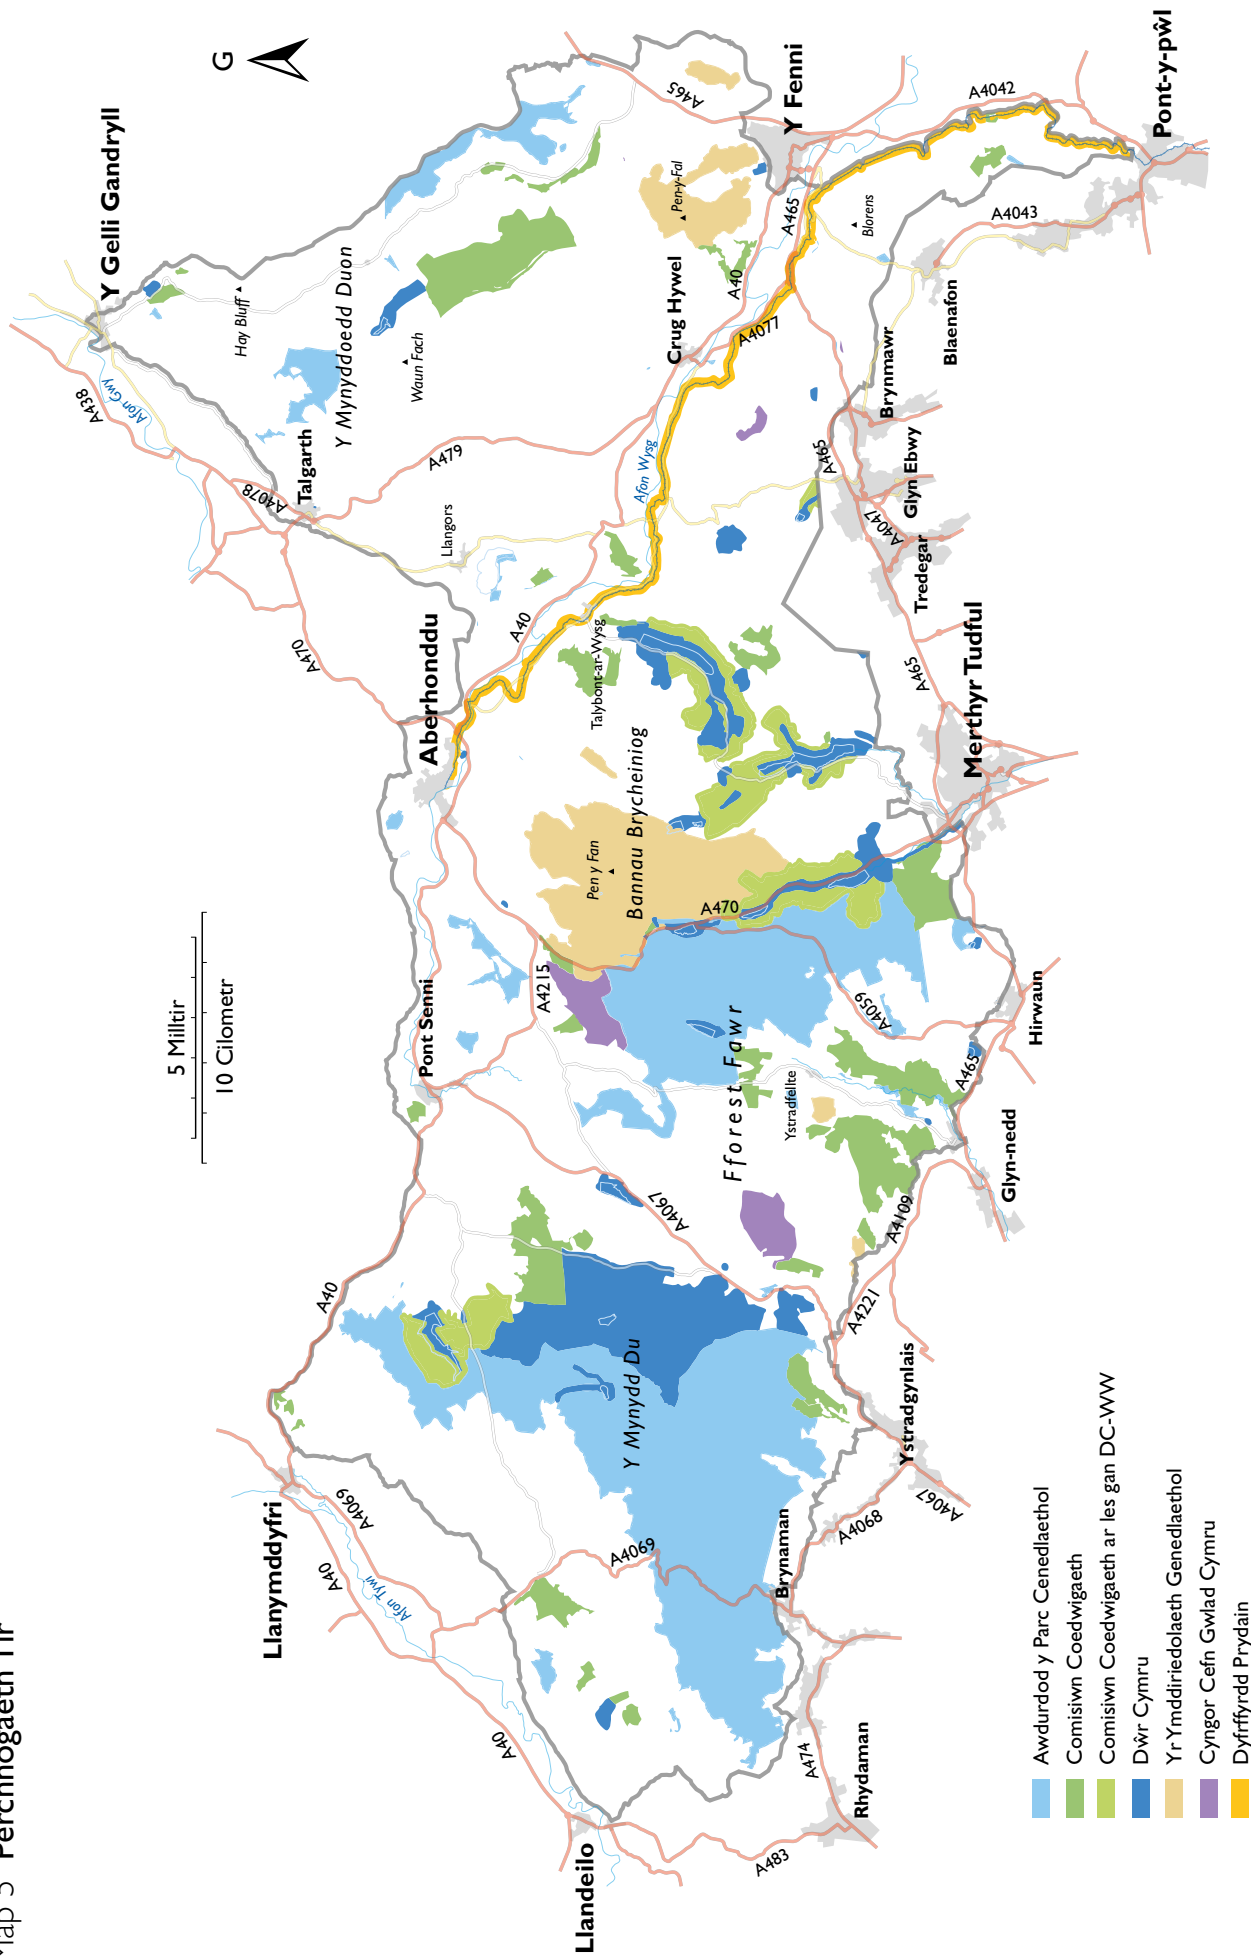 Perchnogaeth Tir
5 Milltir
10 Cilometr
G
Y Gelli Gandryll
A438
Afon Gwy
Hay Bluff
Talgarth
A4078
Y Mynyddoedd Duon
Waun Fach
A479
Llangors
A470
Aberhonddu
A40
Afon Wysg
Crug Hywel
A40
A4077
Pen-y-Fal
A465
A465
Y Fenni
Blorens
A4042
A4043
Pont-y-pŵl
Blaenafon
Brynmawr
Glyn Ebwy
A465
A4047
Tredegar
A465
Merthyr Tudful
Talybont-ar-Wysg
Bannau Brycheiniog
Pen y Fan
A470
A4215
Pont Senni
Fforest Fawr
A4059
Ystradfellte
Hirwaun
A465
Glyn-nedd
A4109
A4221
A4067
A40
Y Mynydd Du
Llanymddyfri
A4069
A40
Afon Tywi
A4069
Brynaman
A4068
Ystradgynlais
A4067
A40
Llandeilo
A483
A474
Rhydaman
Awdurdod y Parc Cenedlaethol
Comisiwn Coedwigaeth
Comisiwn Coedwigaeth ar les gan DC-WW
Dŵr Cymru
Yr Ymddiriedolaeth Genedlaethol
Cyngor Cefn Gwlad Cymru
Dyfrffyrdd Prydain